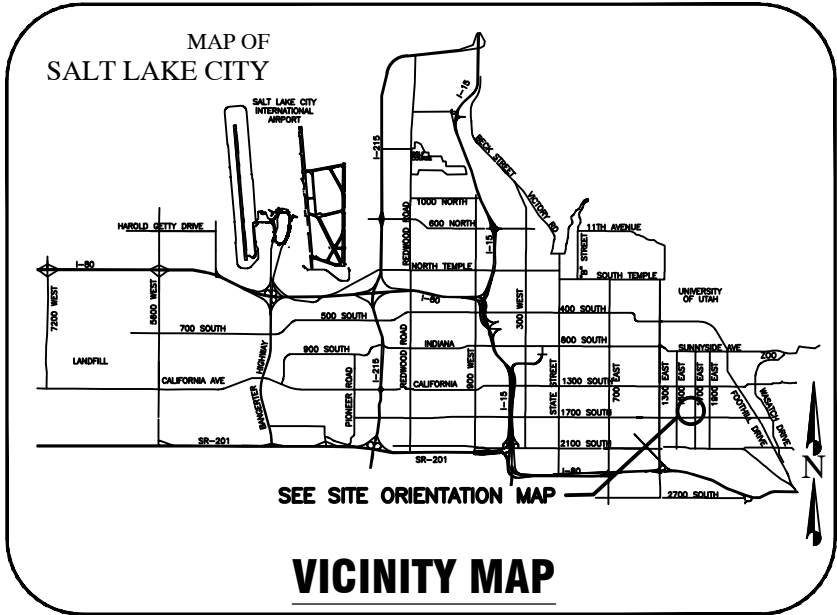 MAP OF
SALT LAKE CITY
SALT LAKE CITY
INTERNATIONAL
AIRPORT
I-15
I-215
BECK STREET
VICTORY RD
1000 NORTH
REDWOOD ROAD
600 NORTH
HAROLD GETTY DRIVE
11TH AVENUE
"B" STREET
I-15
I-80
NORTH TEMPLE
SOUTH TEMPLE
UNIVERSITY
OF UTAH
7200 WEST
5600 WEST
I-80
300 WEST
400 SOUTH
500 SOUTH
700 SOUTH
REDWOOD ROAD
INDIANA
800 SOUTH
SUNNYSIDE AVE
ZOO
900 SOUTH
LANDFILL
BANGERTER HIGHWAY
PIONEER ROAD
I-215
900 WEST
CALIFORNIA AVE
CALIFORNIA
1300 SOUTH
STATE STREET
700 EAST
1300 EAST
1900 EAST
FOOTHILL DRIVE
WASATCH DRIVE
I-15
1700 SOUTH
SR-201
2100 SOUTH
SR-201
I-80
N
SEE SITE ORIENTATION MAP
2700 SOUTH
VICINITY MAP